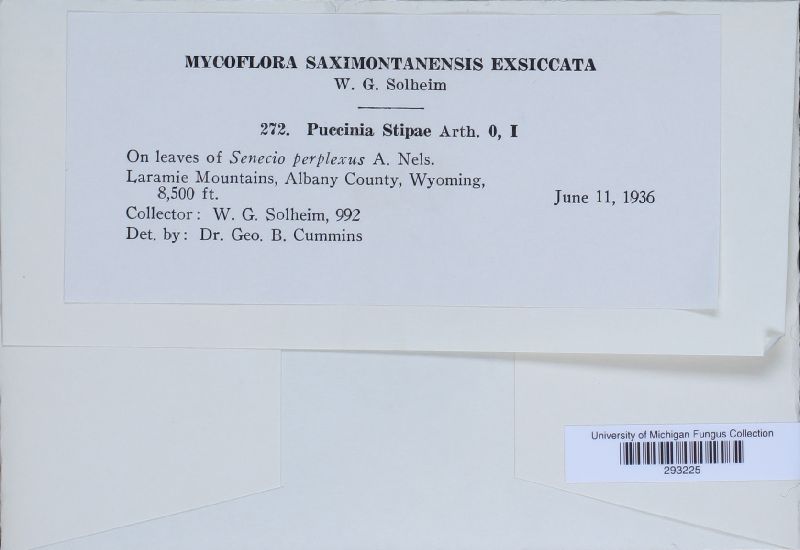 MYCOFLORA SAXIMONTANENSIS EXSICCATA
W. G. Solheim
272. Puccinia Stipae Arth. 0, I
On leaves of Senecio perplexus A. Nels.
Laramie Mountains, Albany County, Wyoming,
8,500 ft. June 11, 1936
Collector: W. G. Solheim, 992
Det. by: Dr. Geo. B. Cummins
University of Michigan Fungus Collection
293225